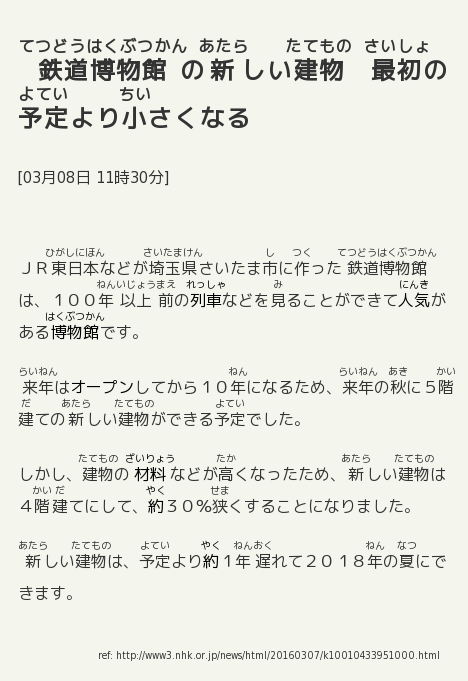 てつどうはくぶつかん あたら たてもの さいしょ
鉄道博物館 の新しい建物 最初の
よてい ちい
予定より小さくなる
[03月08日 11時30分]
ひがしにほん さいたまけん し つく てつどうはくぶつかん
ＪＲ東日本などが埼玉県さいたま市に作った 鉄道博物館
ねんいじょうまえ れっしゃ み にんき
は、１００年 以上 前の列車などを見ることができて人気が
はくぶつかん
ある博物館です。
らいねん ねん らいねん あき かい
来年はオープンしてから１０年になるため、来年の秋に５階
だ あたら たてもの よてい
建ての新しい建物ができる予定でした。
たてもの ざいりょう たか あたら たてもの
しかし、建物の 材料 などが高くなったため、新しい建物は
かい だ やく せま
４階建てにして、約３０％狭くすることになりました。
あたら たてもの よてい やく ねんおく ねん なつ
新しい建物は、予定より約１年 遅れて２０１８年の夏にで
きます。
ref: http://www3.nhk.or.jp/news/html/20160307/k10010433951000.html